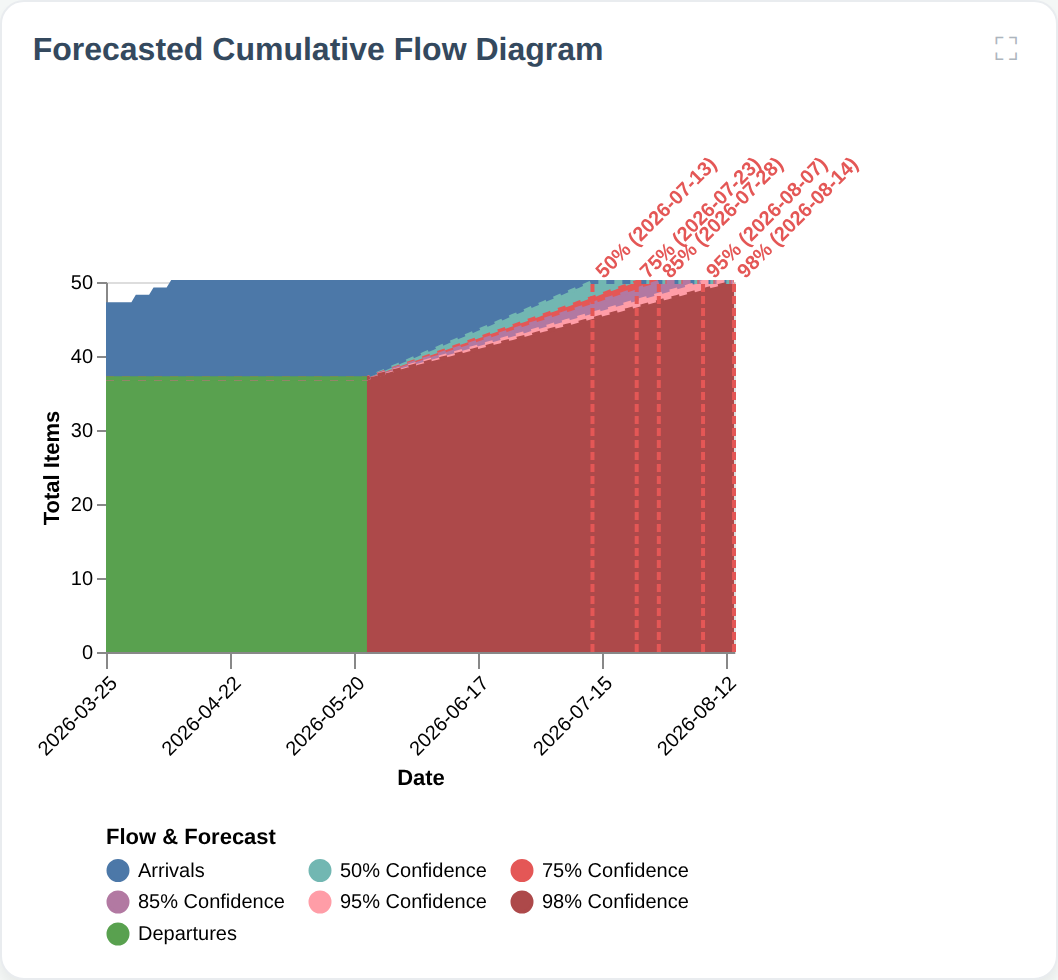 Forecasted Cumulative Flow Diagram
50% (2026-07-13)
75% (2026-07-23)
85% (2026-07-28)
95% (2026-08-07)
98% (2026-08-14)
50
40
30
20
10
0
Total Items
2026-03-25
2026-04-22
2026-05-20
2026-06-17
2026-07-15
2026-08-12
Date
Flow & Forecast
Arrivals
50% Confidence
75% Confidence
85% Confidence
95% Confidence
98% Confidence
Departures